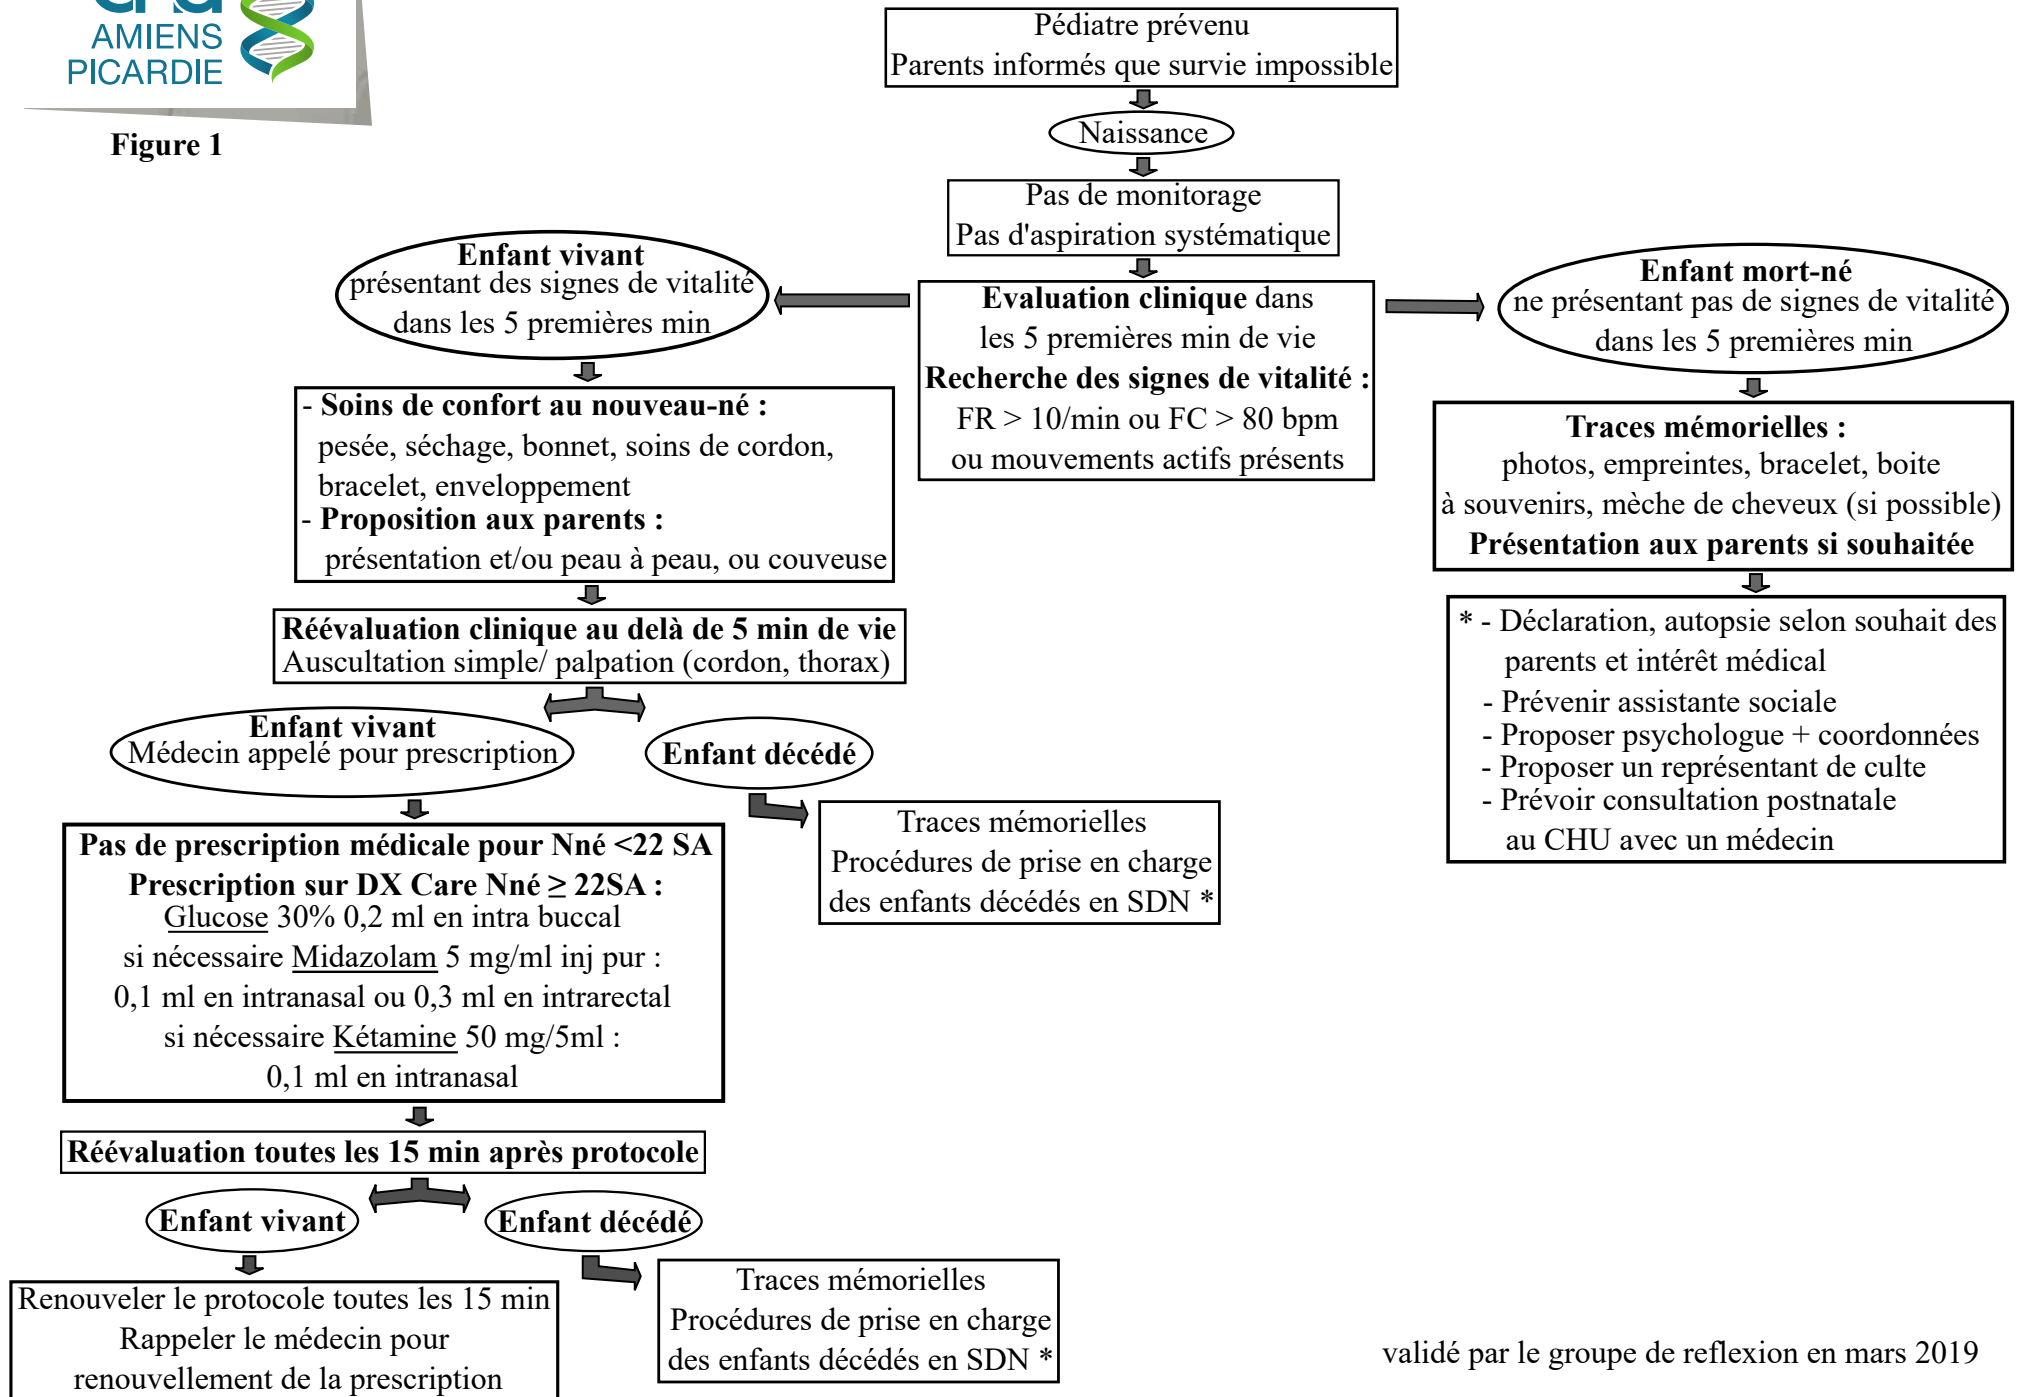 CHU
AMIENS
PICARDIE
Figure 1
Pédiatre prévenu
Parents informés que survie impossible
Naissance
Pas de monitorage
Pas d'aspiration systématique
Evaluation clinique dans
les 5 premières min de vie
Recherche des signes de vitalité :
FR > 10/min ou FC > 80 bpm
ou mouvements actifs présents
Enfant vivant
présentant des signes de vitalité
dans les 5 premières min
- Soins de confort au nouveau-né :
pesée, séchage, bonnet, soins de cordon,
bracelet, enveloppement
- Proposition aux parents :
présentation et/ou peau à peau, ou couveuse
Réévaluation clinique au delà de 5 min de vie
Auscultation simple/ palpation (cordon, thorax)
Enfant vivant
Médecin appelé pour prescription
Enfant décédé
Traces mémorielles
Procédures de prise en charge
des enfants décédés en SDN *
Pas de prescription médicale pour Nné <22 SA
Prescription sur DX Care Nné ≥ 22SA :
Glucose 30% 0,2 ml en intra buccal
si nécessaire Midazolam 5 mg/ml inj pur :
0,1 ml en intranasal ou 0,3 ml en intrarectal
si nécessaire Kétamine 50 mg/5ml :
0,1 ml en intranasal
Réévaluation toutes les 15 min après protocole
Enfant vivant
Renouveler le protocole toutes les 15 min
Rappeler le médecin pour
renouvellement de la prescription
Enfant décédé
Traces mémorielles
Procédures de prise en charge
des enfants décédés en SDN *
Enfant mort-né
ne présentant pas de signes de vitalité
dans les 5 premières min
Traces mémorielles :
photos, empreintes, bracelet, boite
à souvenirs, mèche de cheveux (si possible)
Présentation aux parents si souhaitée
* - Déclaration, autopsie selon souhait des
parents et intérêt médical
- Prévenir assistante sociale
- Proposer psychologue + coordonnées
- Proposer un représentant de culte
- Prévoir consultation postnatale
au CHU avec un médecin
validé par le groupe de reflexion en mars 2019